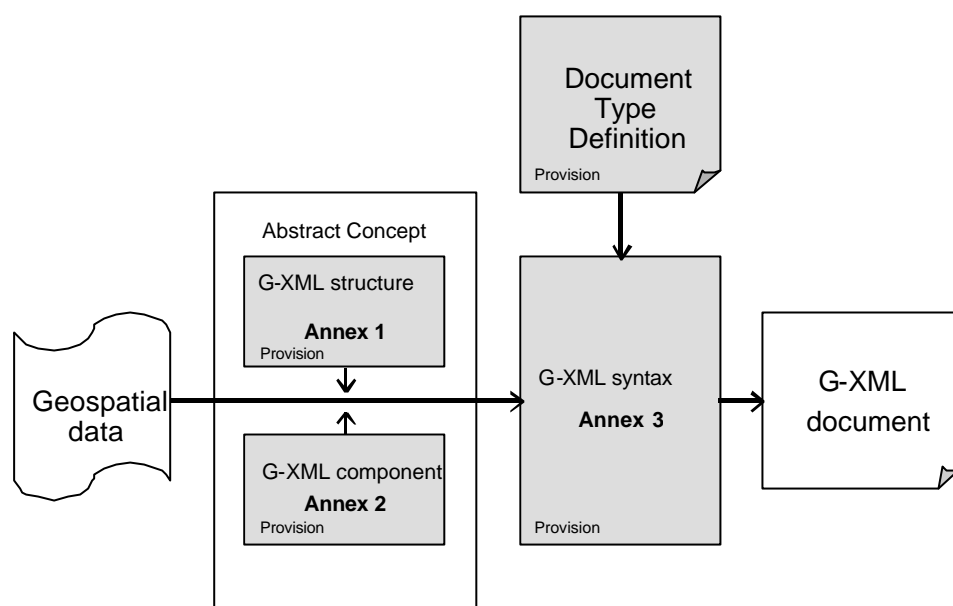 Document
Type
Definition
Provision
Abstract Concept
G-XML structure
Annex 1
Provision
Geospatial
data
G-XML component
Annex 2
Provision
G-XML syntax
Annex 3
Provision
G-XML
document